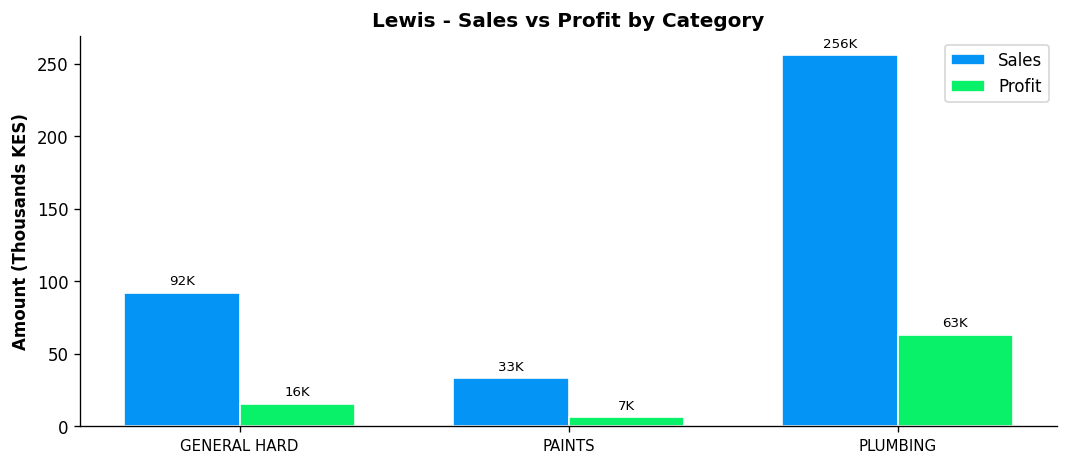 Lewis - Sales vs Profit by Category
Amount (Thousands KES)
250
200
150
100
50
0
92K
16K
33K
7K
256K
63K
GENERAL HARD
PAINTS
PLUMBING
Sales
Profit